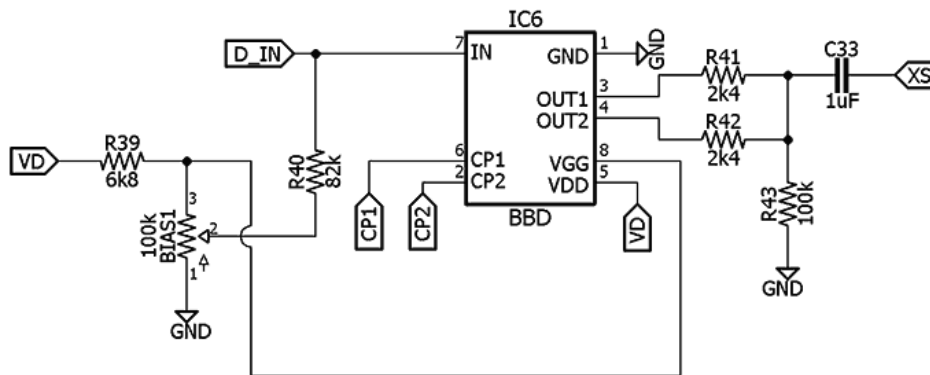 IC6
D_IN
7
IN
GND
1
GND
OUT1
3
R41
2k4
C33
1uF
XS
OUT2
4
R42
2k4
VD
R39
6k8
R40
82k
6
CP1
2
CP2
VGG
8
VDD
5
BBD
CP1
CP2
VD
R43
100k
GND
3
100k
BIAS1
2
1
GND